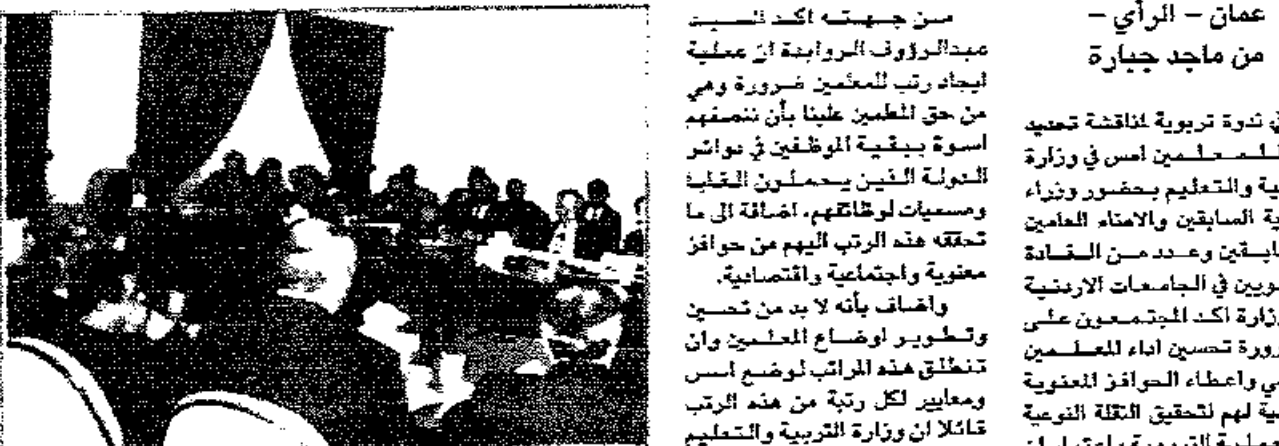 عمان – الرأي –
من ماجد جبارة
في ندوة تربوية لمناقشة تحديد
للمعلمين امس في وزارة
والتعليم بحضور وزراء
السابقين والامناء العامين
وعدد من القادة
في الجامعات الاردنية
اكد المجتمعون على
تحسين اداء المعلمين
واعطاء الحوافز المعنوية
لهم لتحقيق النقلة النوعية
من جهته اكد السيد
عبدالرؤوف الروابدة ان عملية
ايجاد رتب للمعلمين ضرورة وهي
من حق المعلمين علينا بأن ننصفهم
اسوة ببقية الموظفين في دوائر
الدولة الذين يحملون القابا
ومسميات لوظائفهم، اضافة الى ما
تحققه هذه الرتب اليهم من حوافز
معنوية واجتماعية واقتصادية.
واضاف بأنه لا بد من تحسين
وتطوير اوضاع المعلمين وان
تنطلق هذه المراتب لوضع اسس
ومعايير لكل رتبة من هذه الرتب
قائلا ان وزارة التربية والتعليم